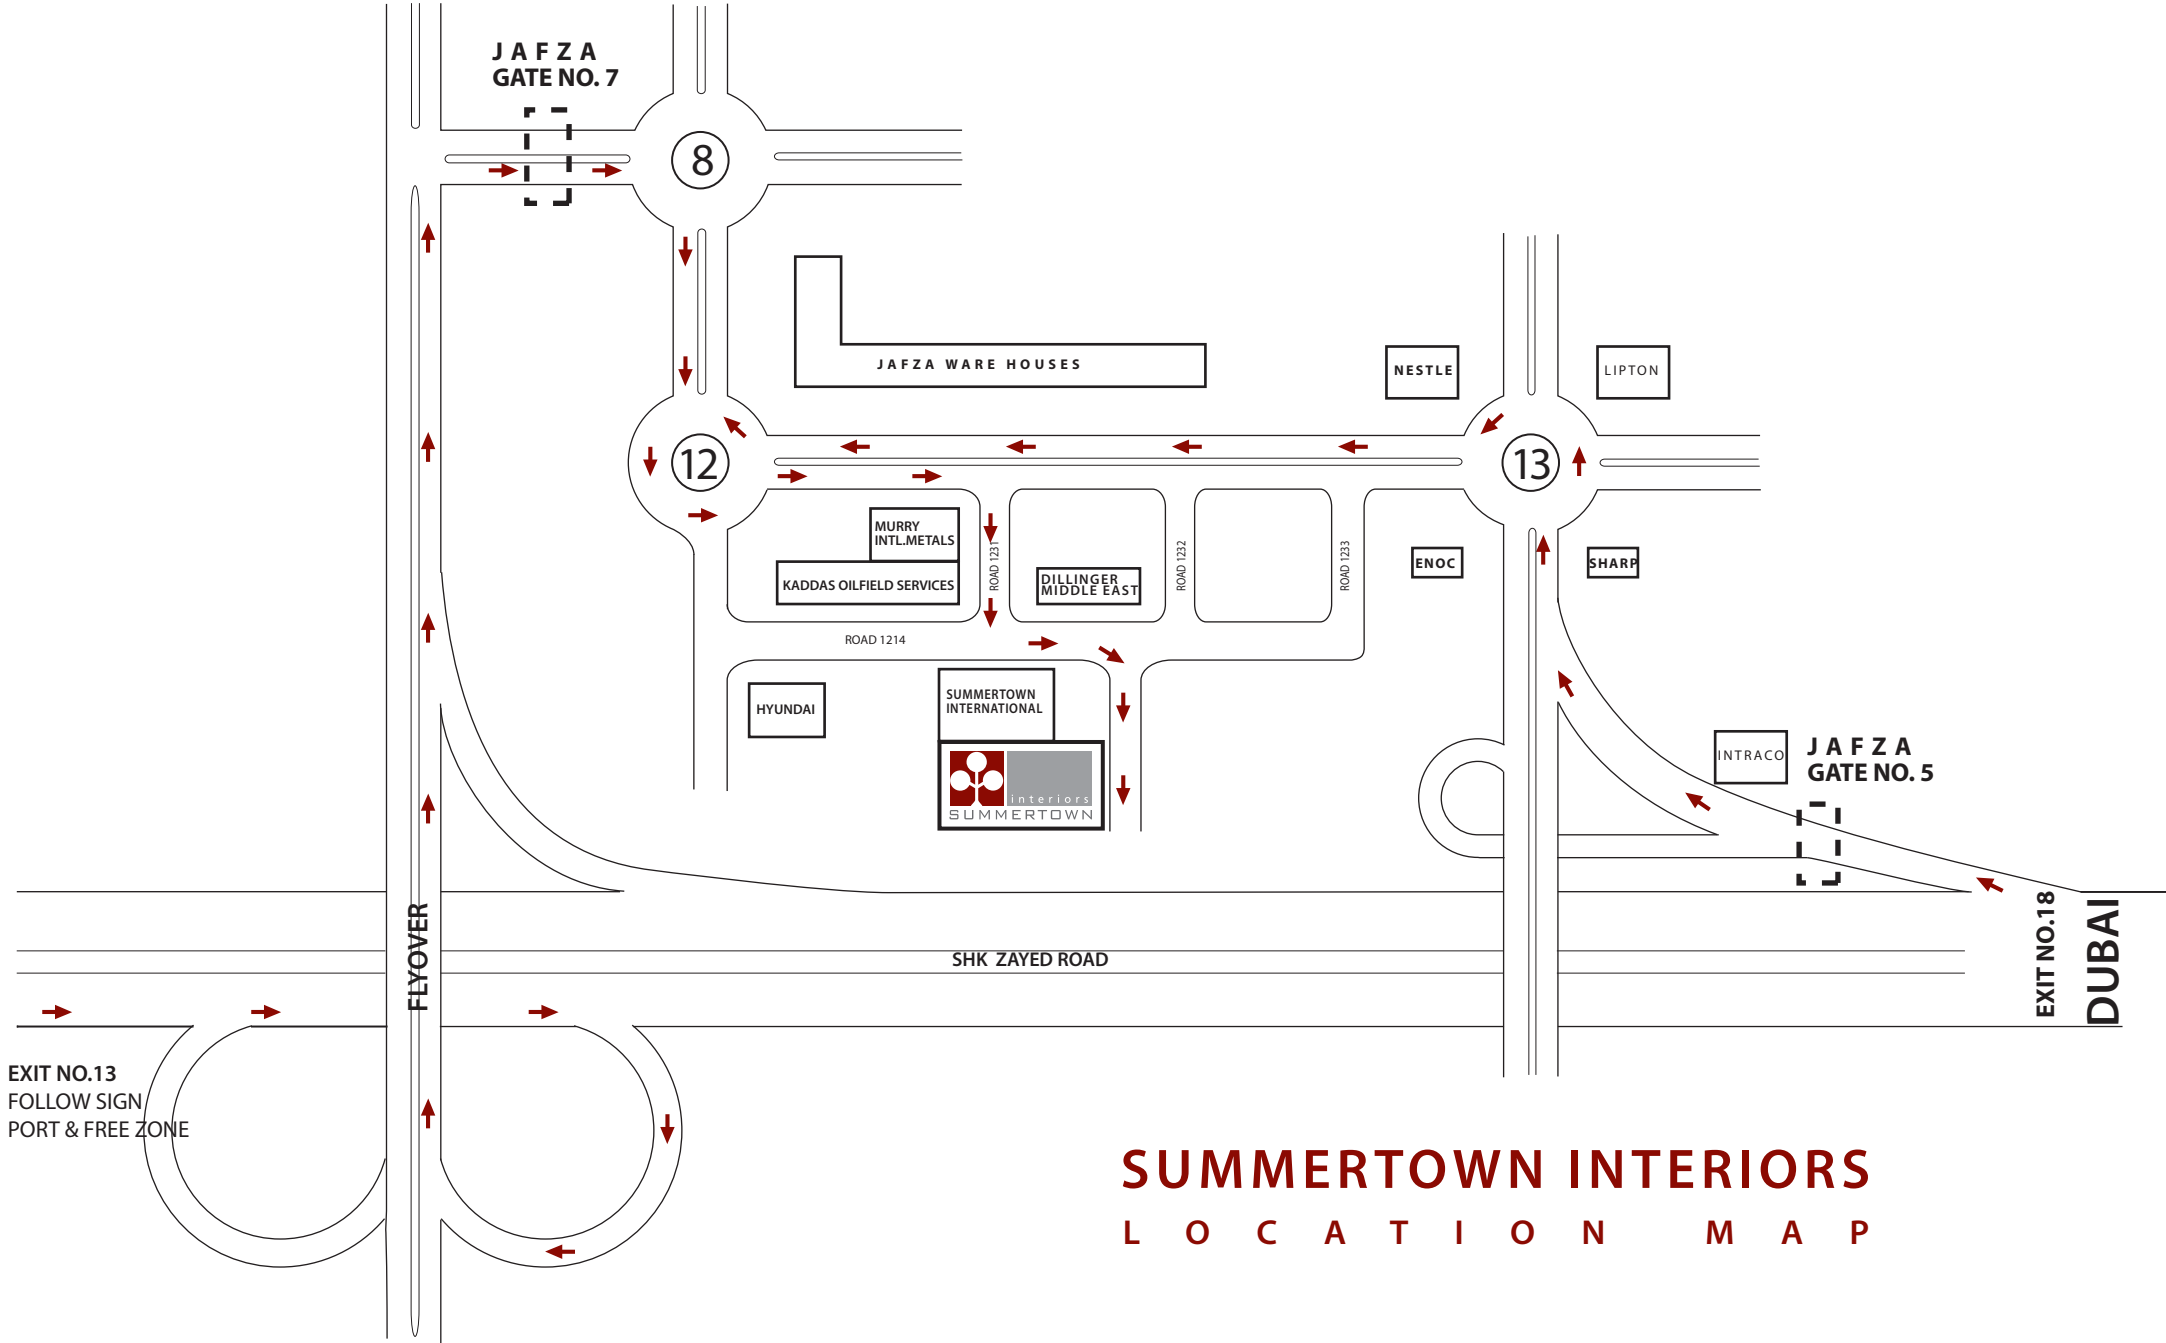 J A F Z A
GATE NO. 7
8
JAFZA WARE HOUSES
NESTLE
LIPTON
12
13
MURRY
INTL.METALS
KADDAS OILFIELD SERVICES
ROAD 1231
DILLINGER
MIDDLE EAST
ROAD 1232
ROAD 1233
ENOC
SHARP
ROAD 1214
HYUNDAI
SUMMERTOWN
INTERNATIONAL
interiors
SUMMERTOWN
INTRACO
J A F Z A
GATE NO. 5
FLYOVER
SHK ZAYED ROAD
EXIT NO.18
DUBAI
EXIT NO.13
FOLLOW SIGN
PORT & FREE ZONE
SUMMERTOWN INTERIORS
L O C A T I O N M A P